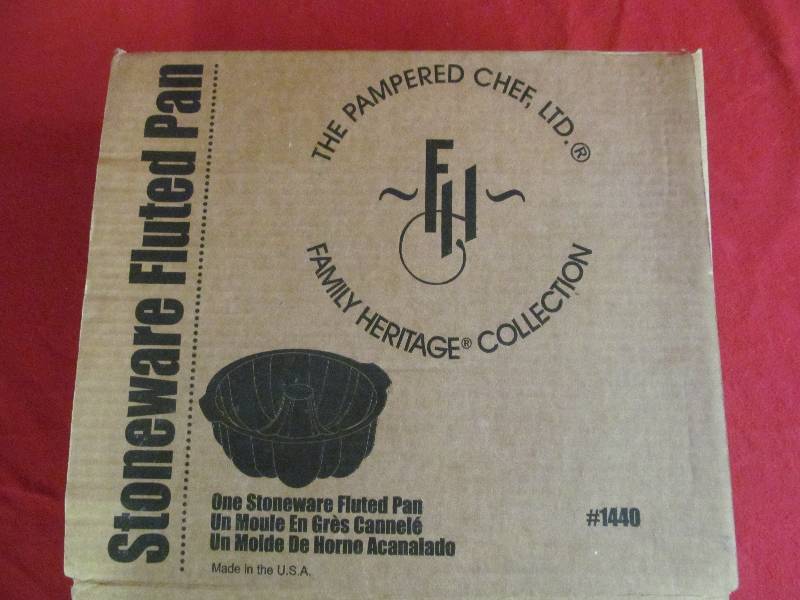 Stoneware Fluted Pan
THE PAMPERED CHEF, LTD.®
FH
FAMILY HERITAGE® COLLECTION
One Stoneware Fluted Pan
Un Moule En Grès Cannelé
Un Molde De Horno Acanalado
Made in the U.S.A.
#1440